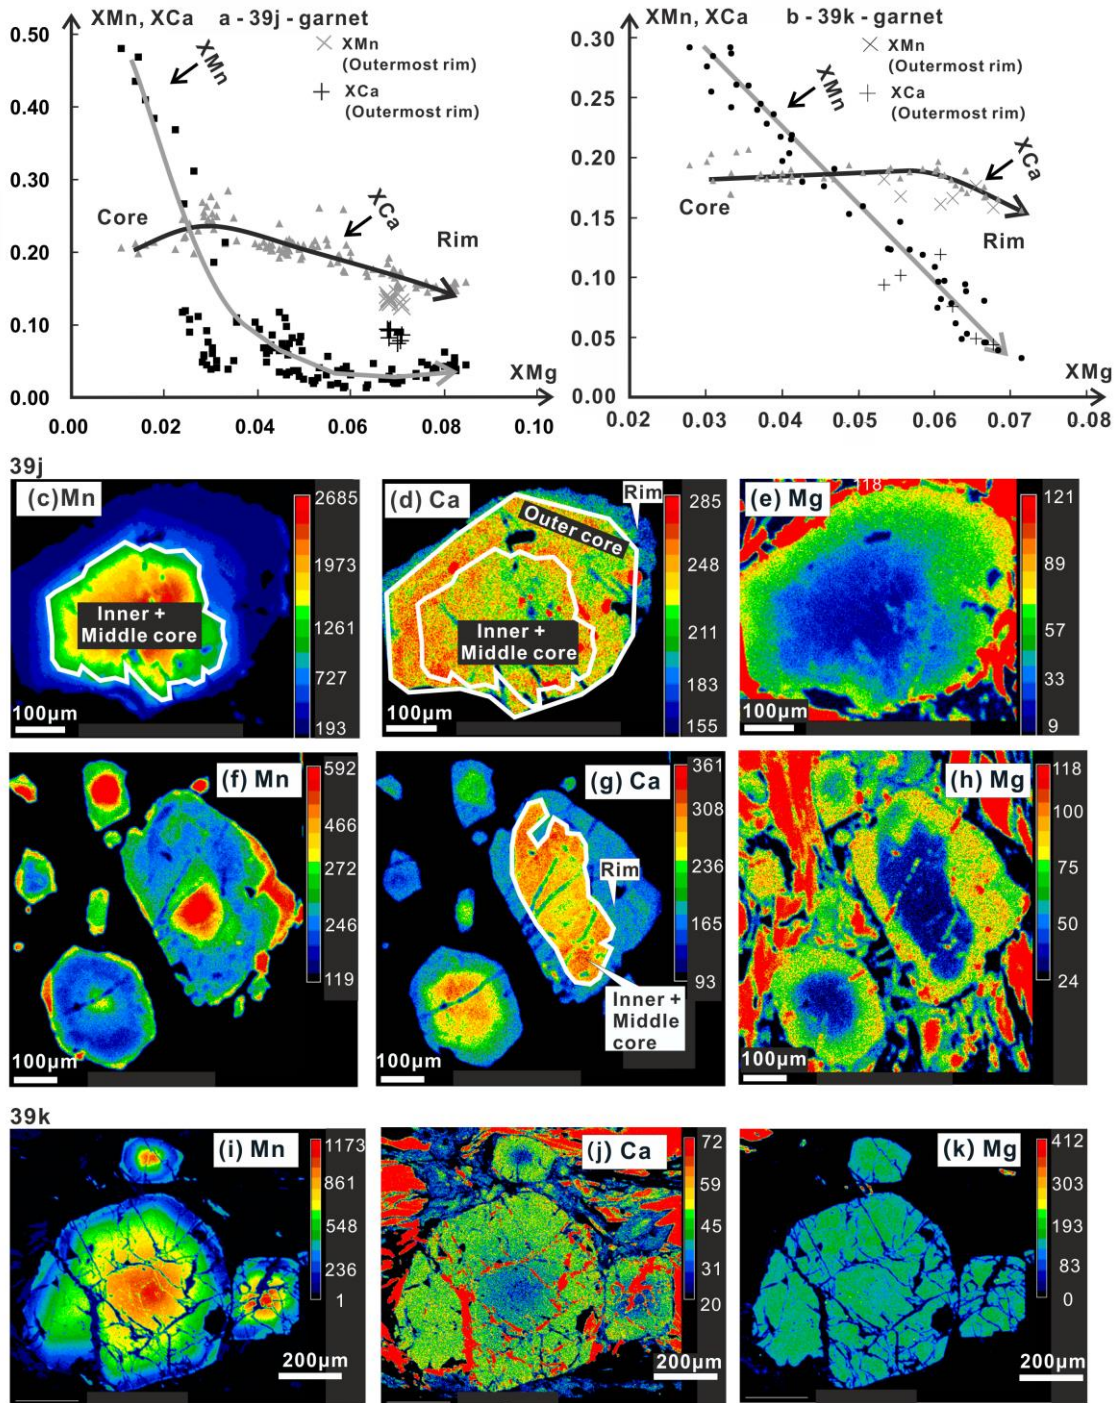 XMn, XCa a - 39j - garnet
0.50
0.40
0.30
0.20
0.10
0.00
XMn
(Outermost rim)
XCa
(Outermost rim)
XMn
XCa
Core
Rim
XMg
0.00 0.02 0.04 0.06 0.08 0.10
XMn, XCa b - 39k - garnet
0.30
0.25
0.20
0.15
0.10
0.05
0.00
XMn
(Outermost rim)
XCa
(Outermost rim)
XMn
XCa
Core
Rim
XMg
0.02 0.03 0.04 0.05 0.06 0.07 0.08
39j
(c)Mn
Inner +
Middle core
100µm
2685
1973
1261
727
193
(d) Ca
Rim
Outer core
Inner +
Middle core
100µm
285
248
211
183
155
118
(e) Mg
100µm
121
89
57
33
9
(f) Mn
100µm
592
466
272
246
119
(g) Ca
Rim
Inner +
Middle
core
100µm
361
308
236
165
93
(h) Mg
100µm
118
100
75
50
24
39k
(i) Mn
200µm
1173
861
548
236
1
(j) Ca
200µm
72
59
45
31
20
(k) Mg
200µm
412
303
193
83
0